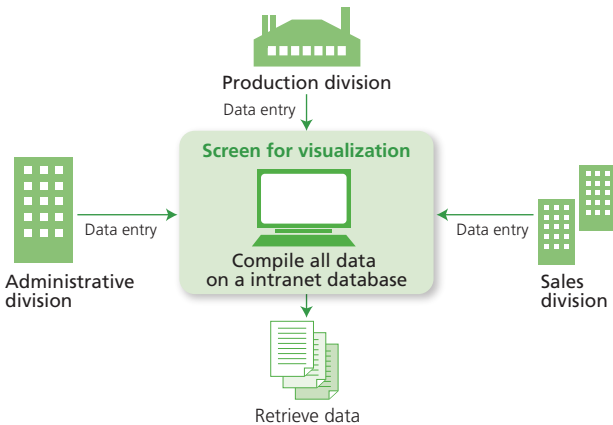 Production division
Data entry
Screen for visualization
Data entry
Data entry
Compile all data
on a intranet database
Administrative
division
Sales
division
Retrieve data